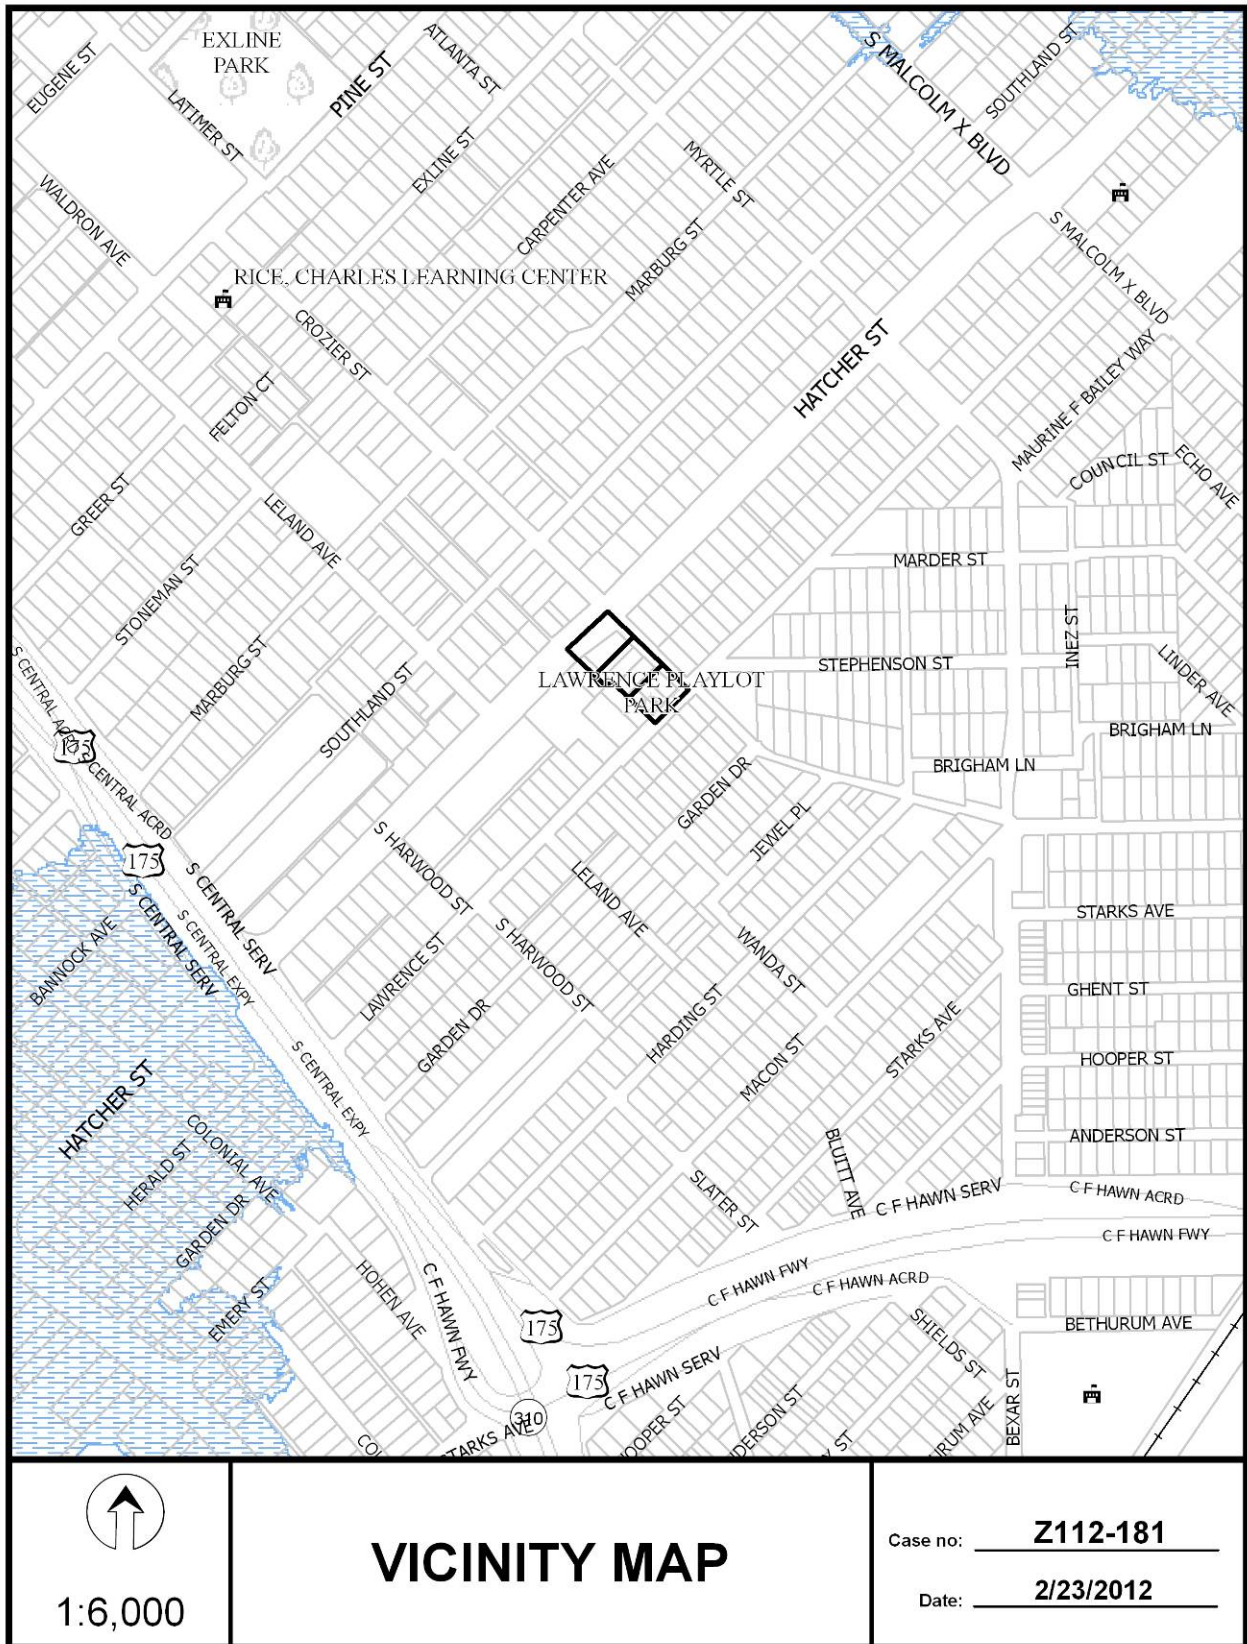 EXLINE
PARK
ATLANTA ST
S MALCOLM X BLVD
SOUTHLAND ST
EUGENE ST
PINE ST
LATIMER ST
EXLINE ST
MYRTLE ST
CARPENTER AVE
WALDRON AVE
MARBURG ST
S MALCOLM X BLVD
RICE, CHARLES LEARNING CENTER
CROZIER ST
HATCHER ST
MAURINE F BAILEY WAY
FELTON CT
COUNCIL ST
ECHO AVE
GREER ST
LELAND AVE
MARDER ST
STONEMAN ST
INEZ ST
MARBURG ST
SOUTHLAND ST
LAWRENCE PLAYLOT
PARK
STEPHENSON ST
LINDER AVE
S CENTRAL ACRD
175
S CENTRAL ACRD
BRIGHAM LN
BRIGHAM LN
GARDEN DR
JEWEL PL
175
S CENTRAL SERV
S CENTRAL SERV
S CENTRAL EXPY
S HARWOOD ST
LELAND AVE
STARKS AVE
BANNOCK AVE
LAWRENCE ST
S HARWOOD ST
WANDA ST
GHENT ST
GARDEN DR
HARDING ST
MACON ST
STARKS AVE
HOOPER ST
S CENTRAL EXPY
HATCHER ST
COLONIAL AVE
HERALD ST
GARDEN DR
BLUITT AVE
ANDERSON ST
SLATER ST
C F HAWN SERV
C F HAWN ACRD
C F HAWN FWY
EMERY ST
HOHEN AVE
C F HAWN FWY
C F HAWN FWY
C F HAWN ACRD
175
SHIELDS ST
BETHURUM AVE
175
C F HAWN SERV
310
BEXAR ST
COL
STARKS AVE
HOOPER ST
NDERSON ST
Y ST
URUM AVE
1:6,000
VICINITY MAP
Case no: Z112-181
Date: 2/23/2012